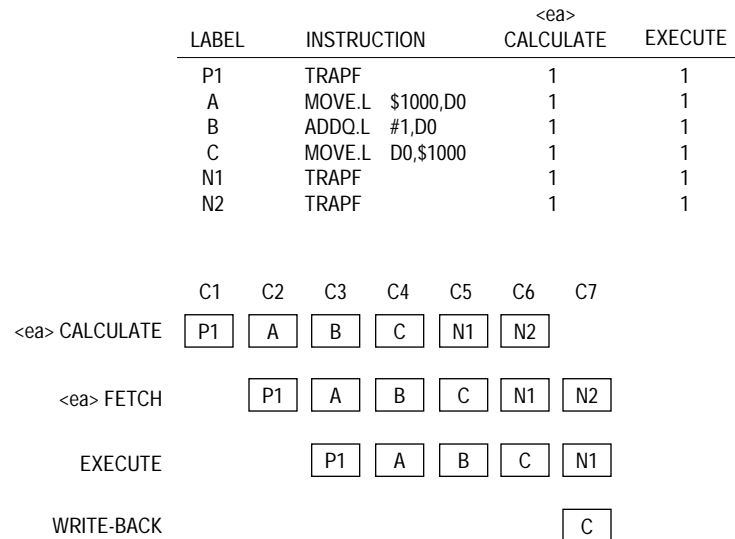 <ea>
LABEL INSTRUCTION CALCULATE EXECUTE
P1 TRAPF 1 1
A MOVE.L $1000,D0 1 1
B ADDQ.L #1,D0 1 1
C MOVE.L D0,$1000 1 1
N1 TRAPF 1 1
N2 TRAPF 1 1
C1 C2 C3 C4 C5 C6 C7
<ea> CALCULATE P1 A B C N1 N2
<ea> FETCH P1 A B C N1 N2
EXECUTE P1 A B C N1
WRITE-BACK C